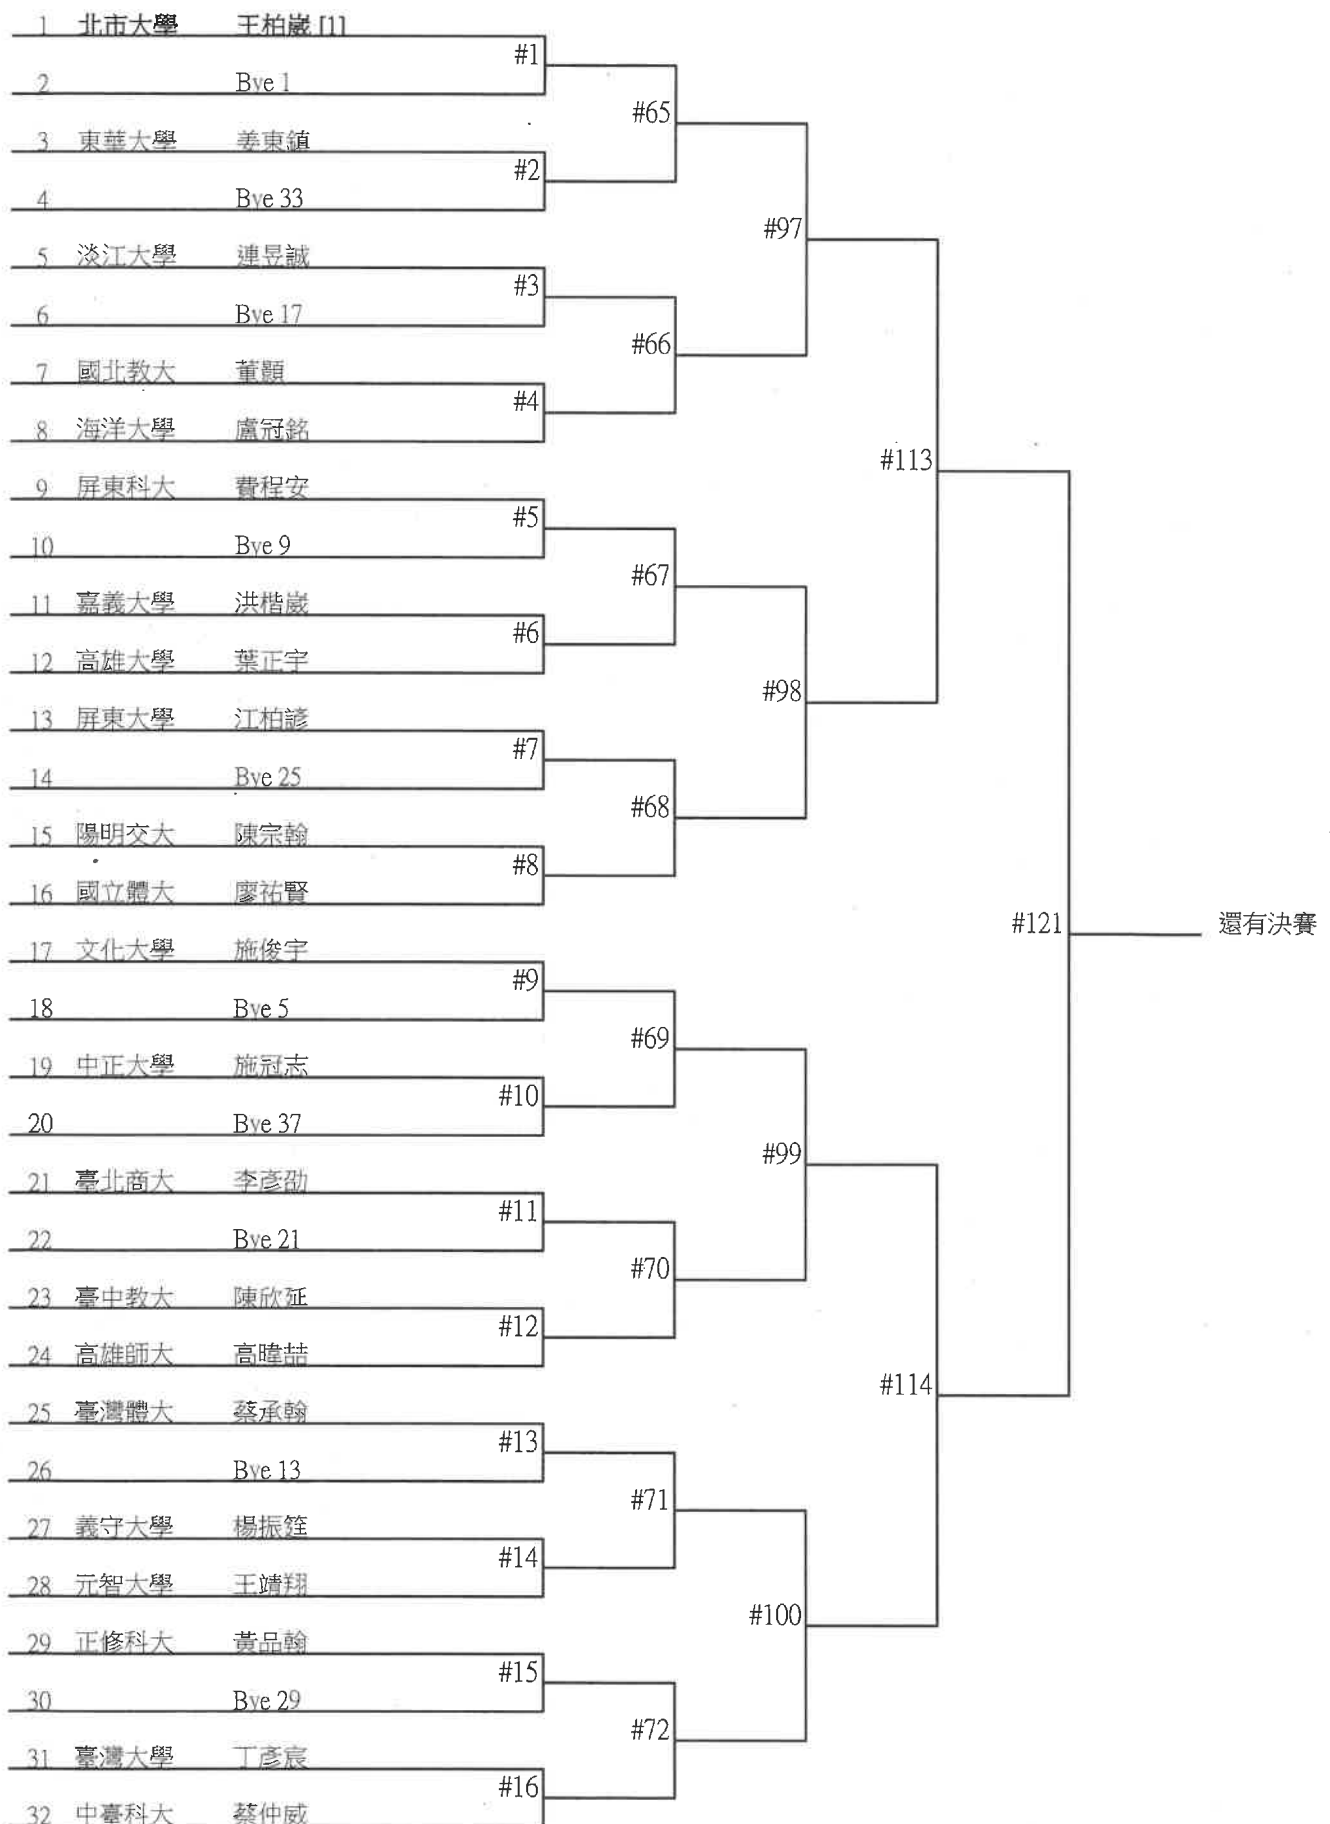 1 北市大學 王柏崴 [1]
#1
2 Bye 1
#65
3 東華大學 姜東鎮
#2
4 Bye 33
#97
5 淡江大學 連昱誠
#3
6 Bye 17
#66
7 國北教大 董顥
#4
8 海洋大學 盧冠銘
#113
9 屏東科大 費程安
#5
10 Bye 9
#67
11 嘉義大學 洪楷崴
#6
12 高雄大學 葉正宇
#98
13 屏東大學 江柏諺
#7
14 Bye 25
#68
15 陽明交大 陳宗翰
#8
16 國立體大 廖祐賢
#121 還有決賽
17 文化大學 施俊宇
#9
18 Bye 5
#69
19 中正大學 施冠志
#10
20 Bye 37
#99
21 臺北商大 李彥劭
#11
22 Bye 21
#70
23 臺中教大 陳欣延
#12
24 高雄師大 高暐喆
#114
25 臺灣體大 蔡承翰
#13
26 Bye 13
#71
27 義守大學 楊振筳
#14
28 元智大學 王靖翔
#100
29 正修科大 黃品翰
#15
30 Bye 29
#72
31 臺灣大學 丁彥宸
#16
32 中臺科大 蔡仲威